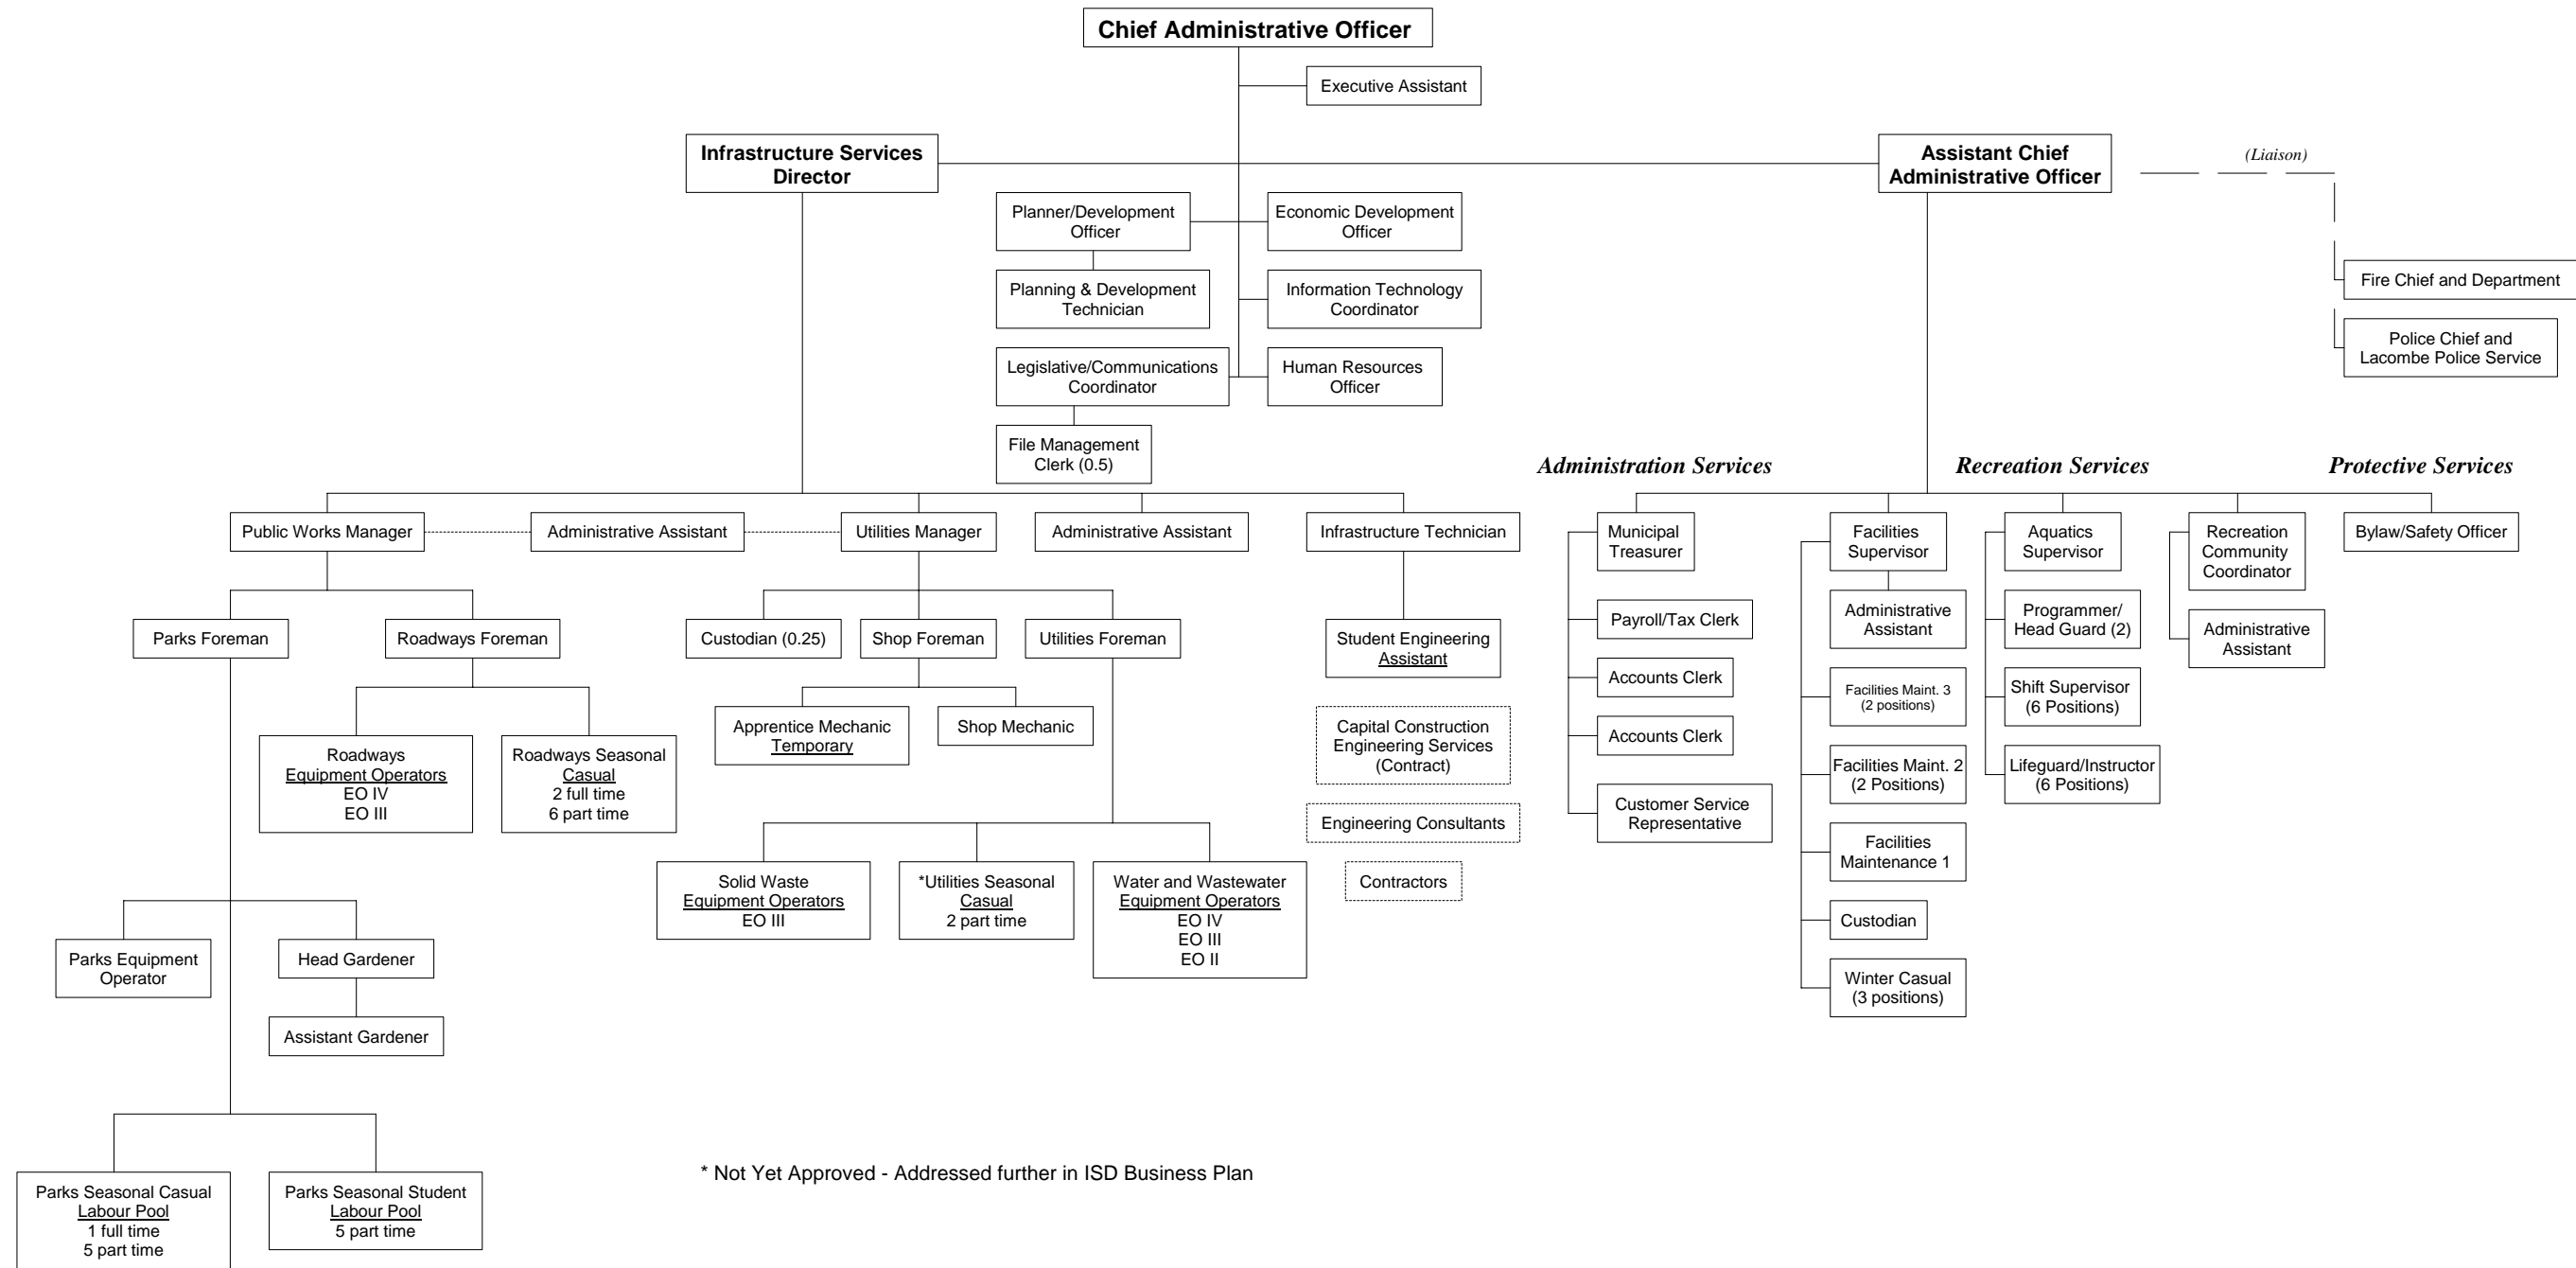 Chief Administrative Officer
Executive Assistant
Infrastructure Services
Director
Assistant Chief
Administrative Officer
(Liaison)
Planner/Development
Officer
Economic Development
Officer
Planning & Development
Technician
Information Technology
Coordinator
Fire Chief and Department
Police Chief and
Lacombe Police Service
Legislative/Communications
Coordinator
Human Resources
Officer
File Management
Clerk (0.5)
Administration Services
Recreation Services
Protective Services
Public Works Manager
Administrative Assistant
Utilities Manager
Administrative Assistant
Infrastructure Technician
Municipal
Treasurer
Facilities
Supervisor
Aquatics
Supervisor
Recreation
Community
Coordinator
Bylaw/Safety Officer
Parks Foreman
Roadways Foreman
Custodian (0.25)
Shop Foreman
Utilities Foreman
Student Engineering
Assistant
Payroll/Tax Clerk
Administrative
Assistant
Programmer/
Head Guard (2)
Administrative
Assistant
Roadways
Equipment Operators
EO IV
EO III
Roadways Seasonal
Casual
2 full time
6 part time
Apprentice Mechanic
Temporary
Shop Mechanic
Capital Construction
Engineering Services
(Contract)
Accounts Clerk
Facilities Maint. 3
(2 positions)
Shift Supervisor
(6 Positions)
Accounts Clerk
Facilities Maint. 2
(2 Positions)
Lifeguard/Instructor
(6 Positions)
Customer Service
Representative
Engineering Consultants
Facilities
Maintenance 1
Solid Waste
Equipment Operators
EO III
*Utilities Seasonal
Casual
2 part time
Water and Wastewater
Equipment Operators
EO IV
EO III
EO II
Contractors
Custodian
Winter Casual
(3 positions)
Parks Equipment
Operator
Head Gardener
Assistant Gardener
Parks Seasonal Casual
Labour Pool
1 full time
5 part time
Parks Seasonal Student
Labour Pool
5 part time
* Not Yet Approved - Addressed further in ISD Business Plan